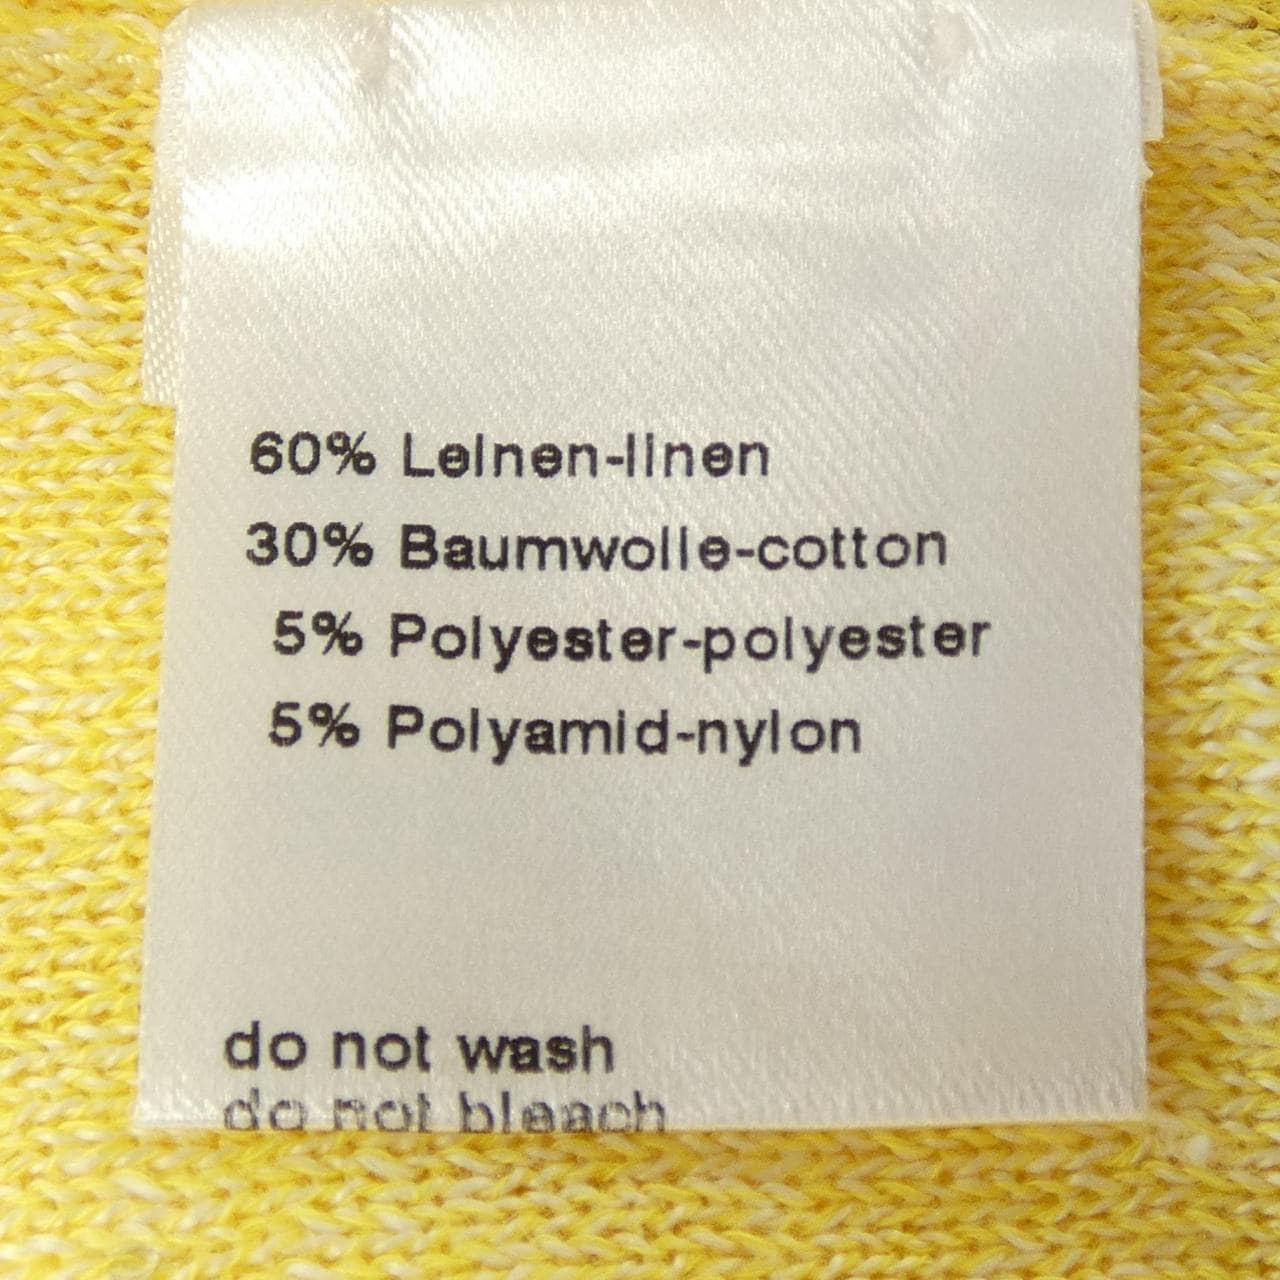 60% Leinen-linen
30% Baumwolle-cotton
5% Polyester-polyester
5% Polyamid-nylon
do not wash
do not bleach